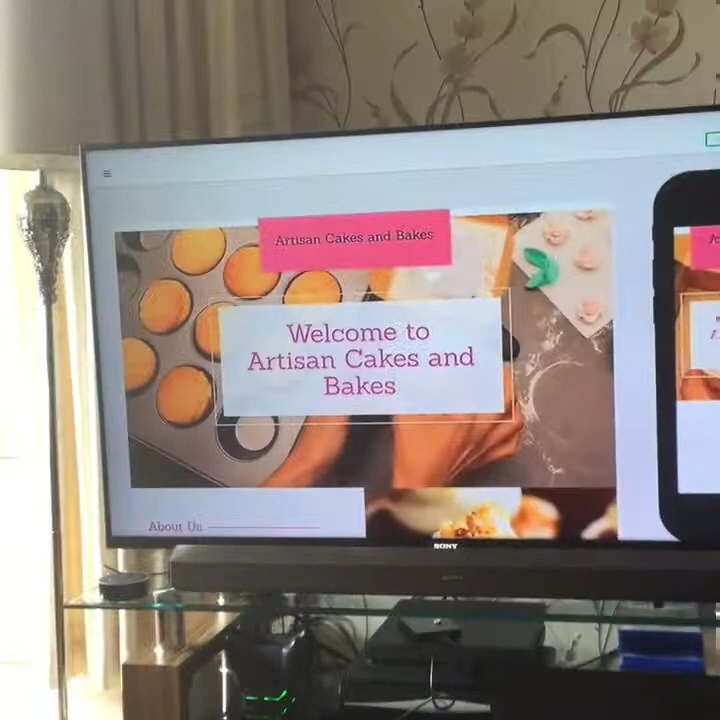 Artisan Cakes and Bakes
Welcome to
Artisan Cakes and
Bakes
About Us
SONY